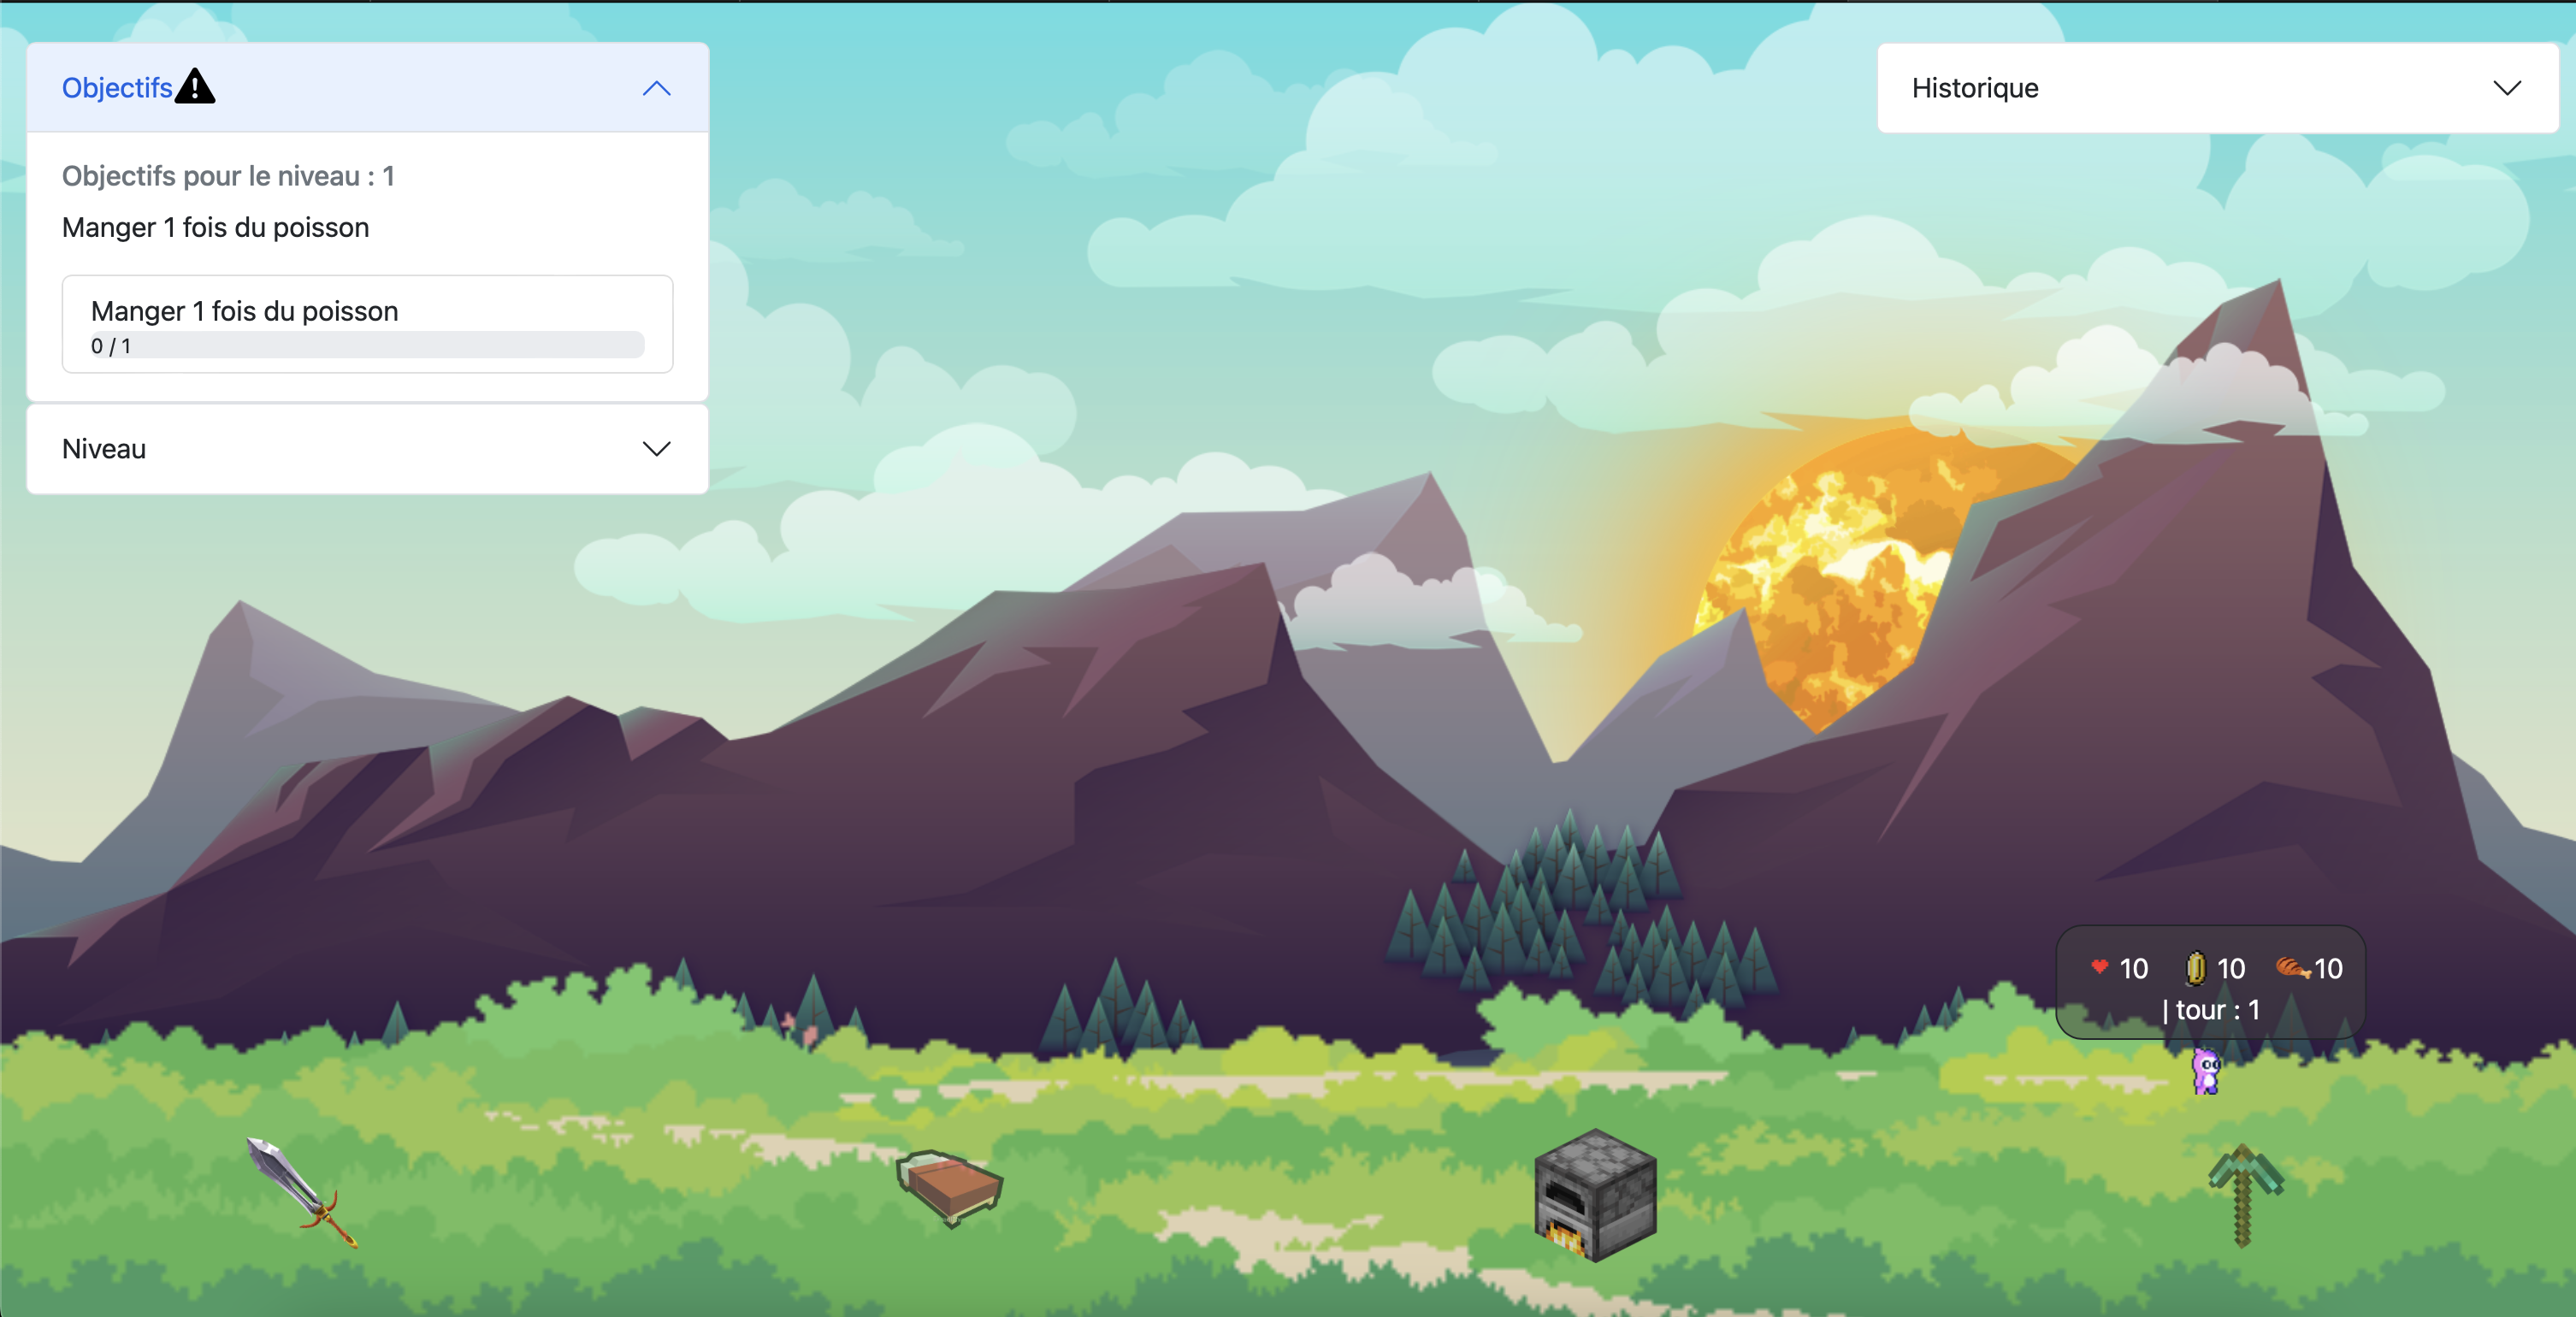 Objectifs
Objectifs pour le niveau : 1
Manger 1 fois du poisson
Manger 1 fois du poisson
0 / 1
Niveau
Historique
10 10 10
| tour : 1